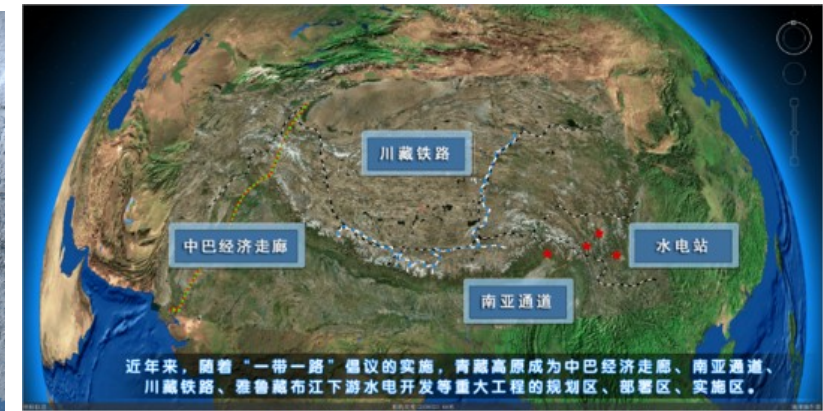 川藏铁路
中巴经济走廊
水电站
南亚通道
近年来，随着“一带一路”倡议的实施，青藏高原成为中巴经济走廊、南亚通道、
川藏铁路、雅鲁藏布江下游水电开发等重大工程的规划区、部署区、实施区。